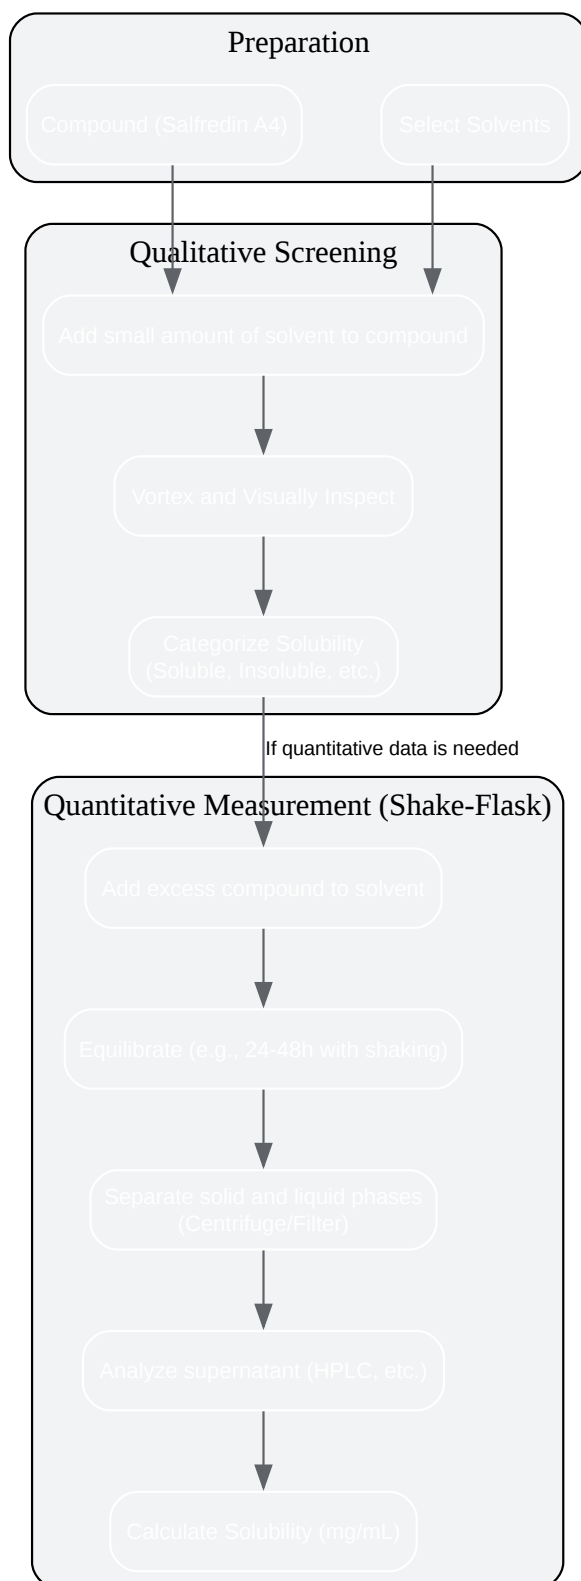 Preparation
Compound (Salfredin A4)
Select Solvents
Qualitative Screening
Add small amount of solvent to compound
Vortex and Visually Inspect
Categorize Solubility
(Soluble, Insoluble, etc.)
If quantitative data is needed
Quantitative Measurement (Shake-Flask)
Add excess compound to solvent
Equilibrate (e.g., 24-48h with shaking)
Separate solid and liquid phases
(Centrifuge/Filter)
Analyze supernatant (HPLC, etc.)
Calculate Solubility (mg/mL)